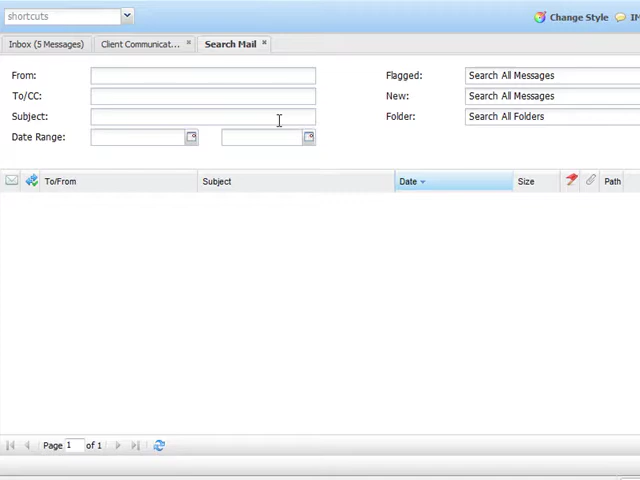 shortcuts
Change Style
IM
Inbox (5 Messages)
Client Communicat...
Search Mail
From:
Flagged: Search All Messages
To/CC:
New: Search All Messages
Subject:
Folder: Search All Folders
Date Range:
To/From Subject Date Size Path
Page 1 of 1